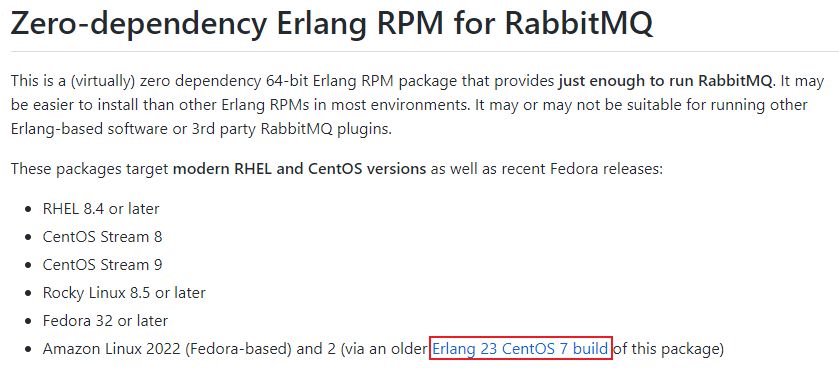 Zero-dependency Erlang RPM for RabbitMQ
This is a (virtually) zero dependency 64-bit Erlang RPM package that provides just enough to run RabbitMQ. It may
be easier to install than other Erlang RPMs in most environments. It may or may not be suitable for running other
Erlang-based software or 3rd party RabbitMQ plugins.
These packages target modern RHEL and CentOS versions as well as recent Fedora releases:
• RHEL 8.4 or later
• CentOS Stream 8
• CentOS Stream 9
• Rocky Linux 8.5 or later
• Fedora 32 or later
• Amazon Linux 2022 (Fedora-based) and 2 (via an older Erlang 23 CentOS 7 build of this package)